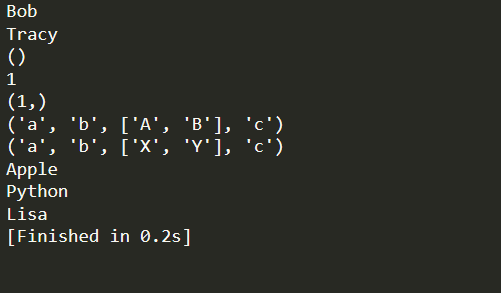 Bob
Tracy
()
1
(1,)
('a', 'b', ['A', 'B'], 'c')
('a', 'b', ['X', 'Y'], 'c')
Apple
Python
Lisa
[Finished in 0.2s]